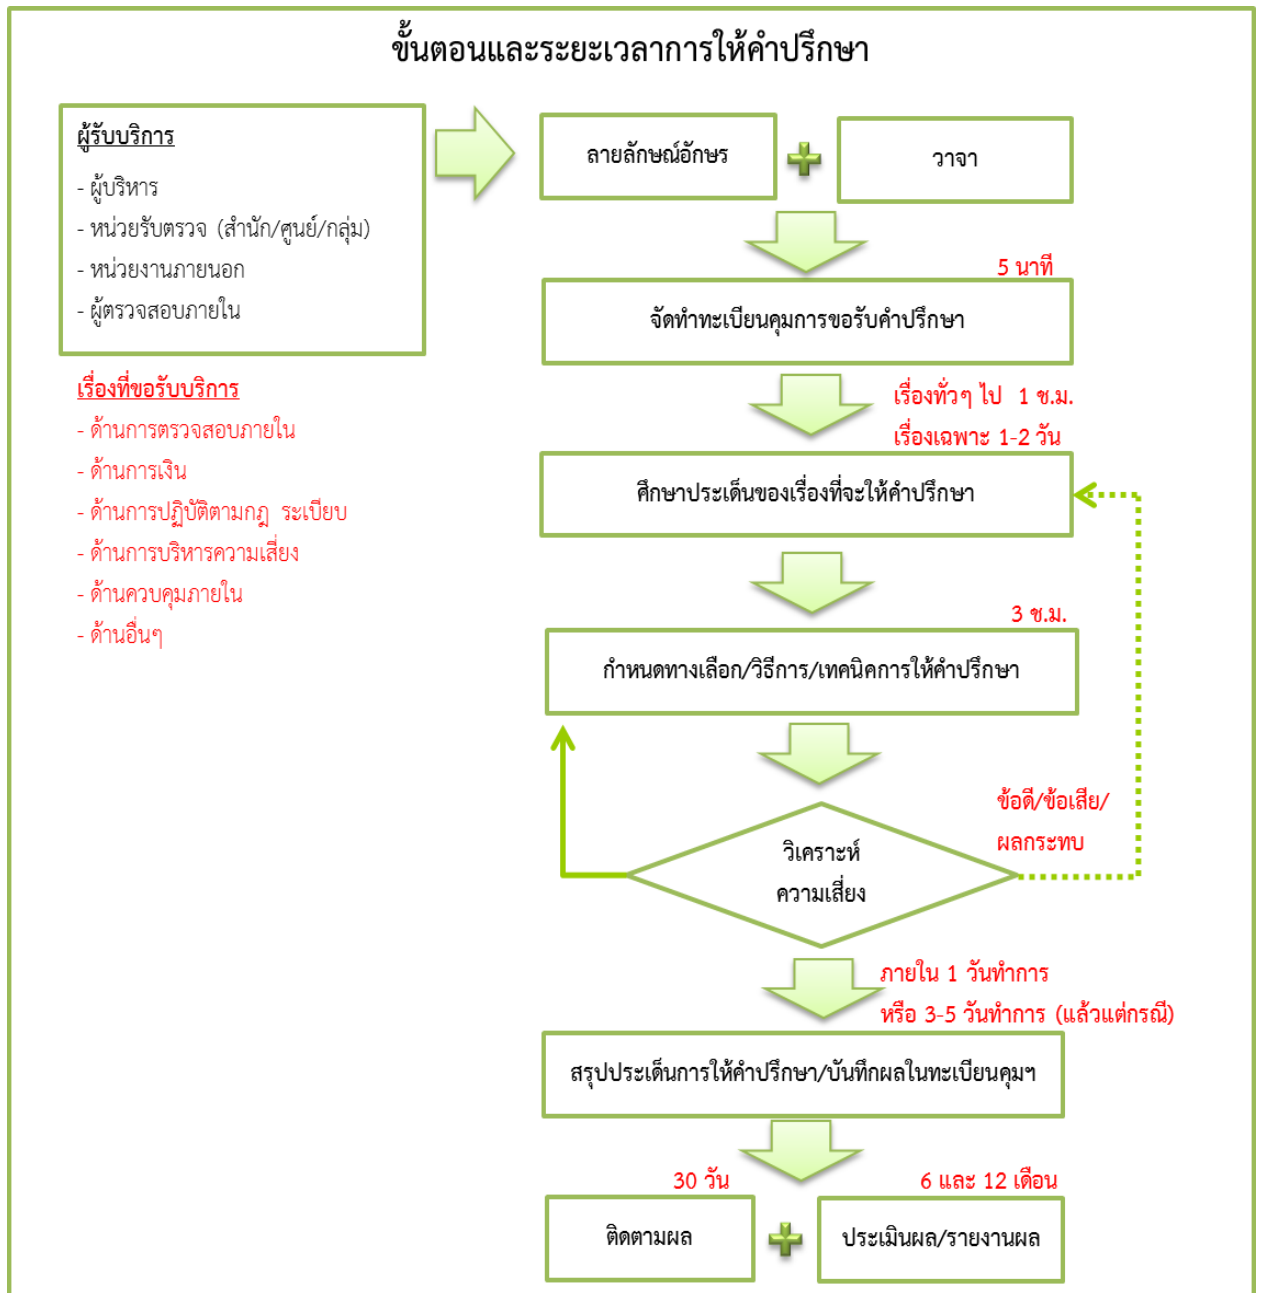 ขั้นตอนและระยะเวลาการให้คำปรึกษา
ผู้รับบริการ
- ผู้บริหาร
- หน่วยรับตรวจ (สำนัก/ศูนย์/กลุ่ม)
- หน่วยงานภายนอก
- ผู้ตรวจสอบภายใน
เรื่องที่ขอรับบริการ
- ด้านการตรวจสอบภายใน
- ด้านการเงิน
- ด้านการปฏิบัติตามกฎ ระเบียบ
- ด้านการบริหารความเสี่ยง
- ด้านควบคุมภายใน
- ด้านอื่นๆ
ลายลักษณ์อักษร
วาจา
5 นาที
จัดทำทะเบียนคุมการขอรับคำปรึกษา
เรื่องทั่วๆ ไป 1 ช.ม.
เรื่องเฉพาะ 1-2 วัน
ศึกษาประเด็นของเรื่องที่จะให้คำปรึกษา
3 ช.ม.
กำหนดทางเลือก/วิธีการ/เทคนิคการให้คำปรึกษา
ข้อดี/ข้อเสีย/
ผลกระทบ
วิเคราะห์
ความเสี่ยง
ภายใน 1 วันทำการ
หรือ 3-5 วันทำการ (แล้วแต่กรณี)
สรุปประเด็นการให้คำปรึกษา/บันทึกผลในทะเบียนคุมฯ
30 วัน
6 และ 12 เดือน
ติดตามผล
ประเมินผล/รายงานผล